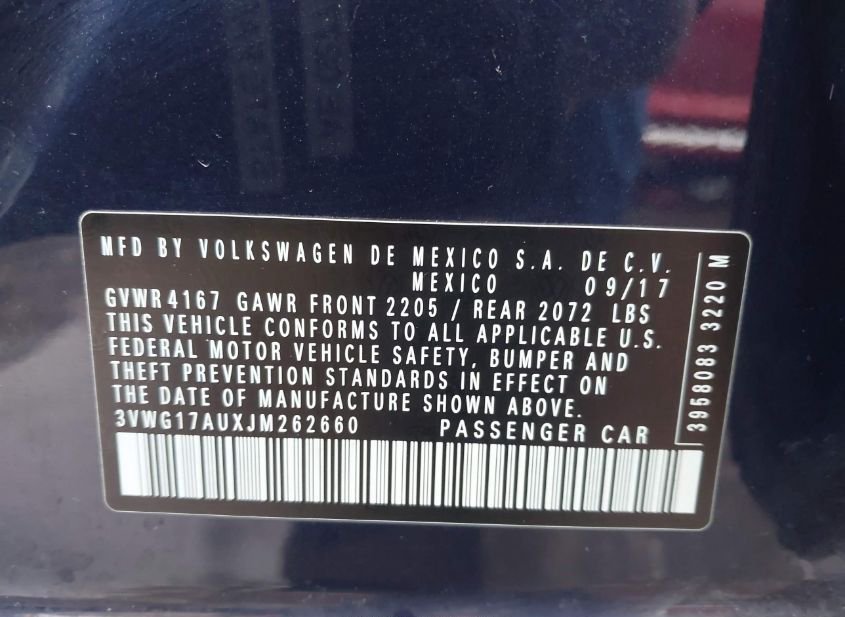 MFD BY VOLKSWAGEN DE MEXICO S.A. DE C.V.
MEXICO 09/17
GVWR 4167 GAWR FRONT 2205 / REAR 2072 LBS
THIS VEHICLE CONFORMS TO ALL APPLICABLE U.S.
FEDERAL MOTOR VEHICLE SAFETY, BUMPER AND
THEFT PREVENTION STANDARDS IN EFFECT ON
THE DATE OF MANUFACTURE SHOWN ABOVE.
3VWG17AUXJM262660 PASSENGER CAR
3958083 3220 M